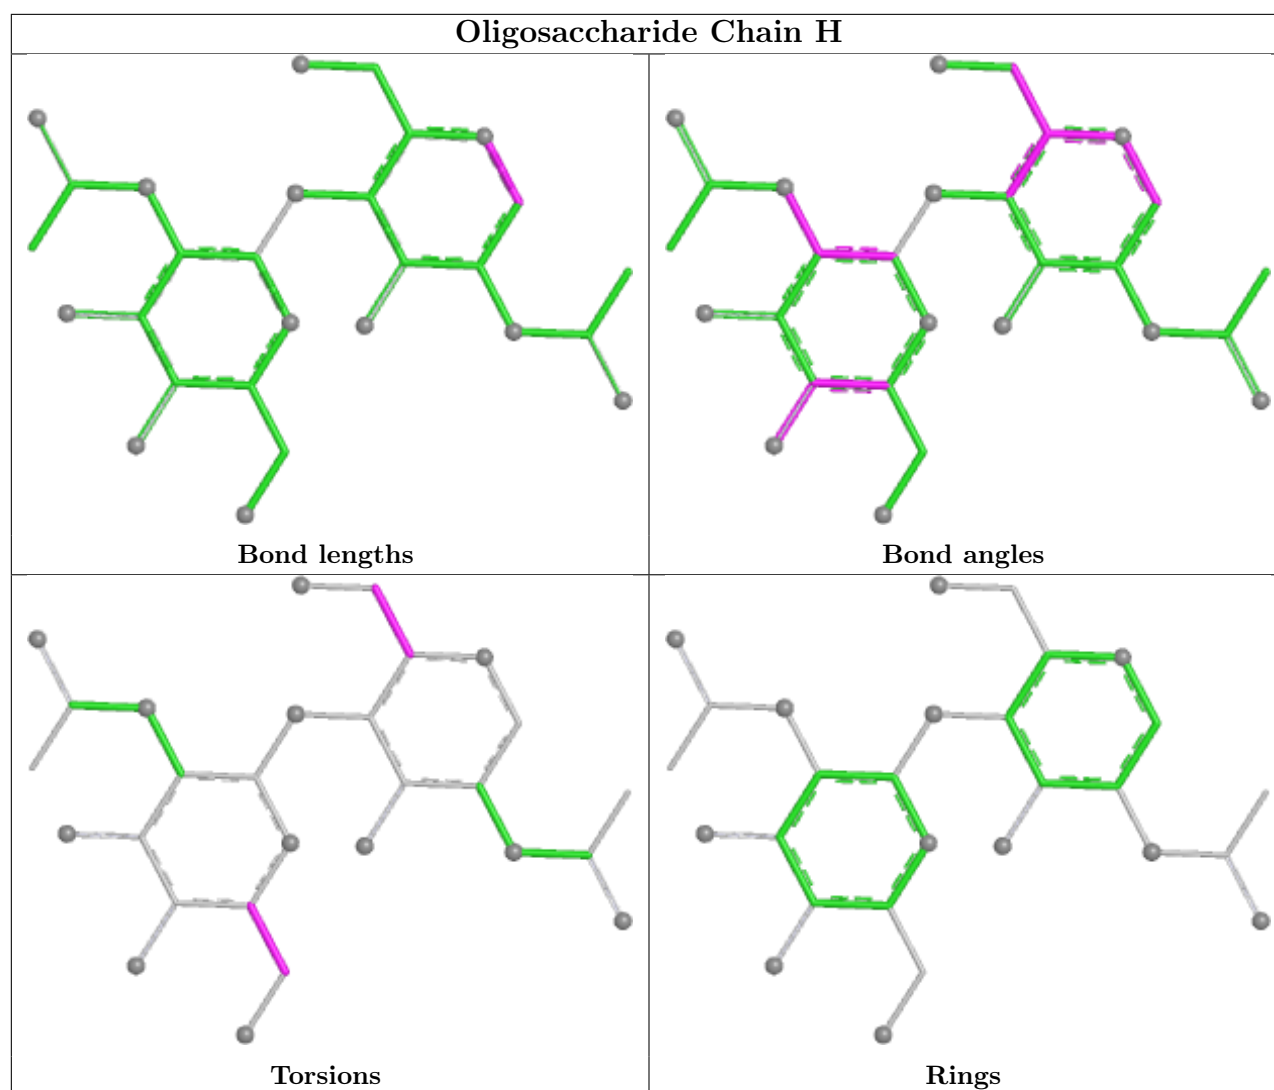 Oligosaccharide Chain H
Bond lengths
Bond angles
Torsions
Rings